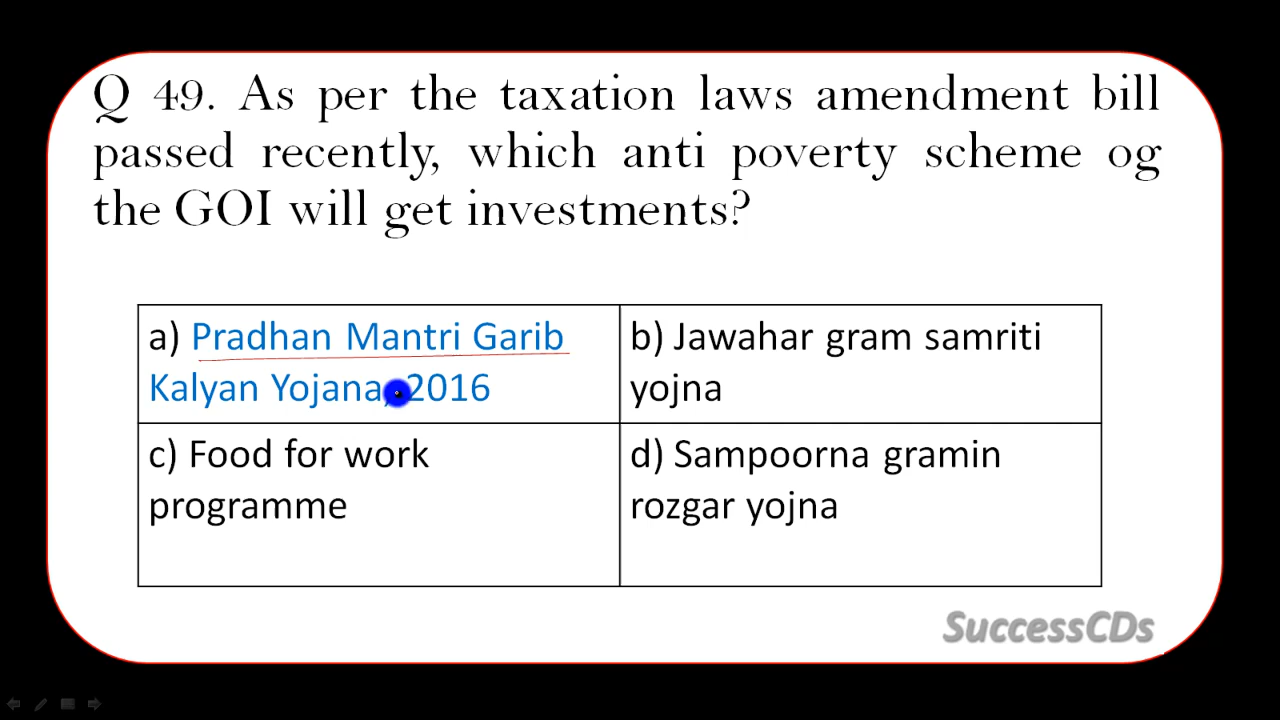 Q 49. As per the taxation laws amendment bill
passed recently, which anti poverty scheme og
the GOI will get investments?
a) Pradhan Mantri Garib
Kalyan Yojana, 2016
b) Jawahar gram samriti
yojna
c) Food for work
programme
d) Sampoorna gramin
rozgar yojna
SuccessCDs